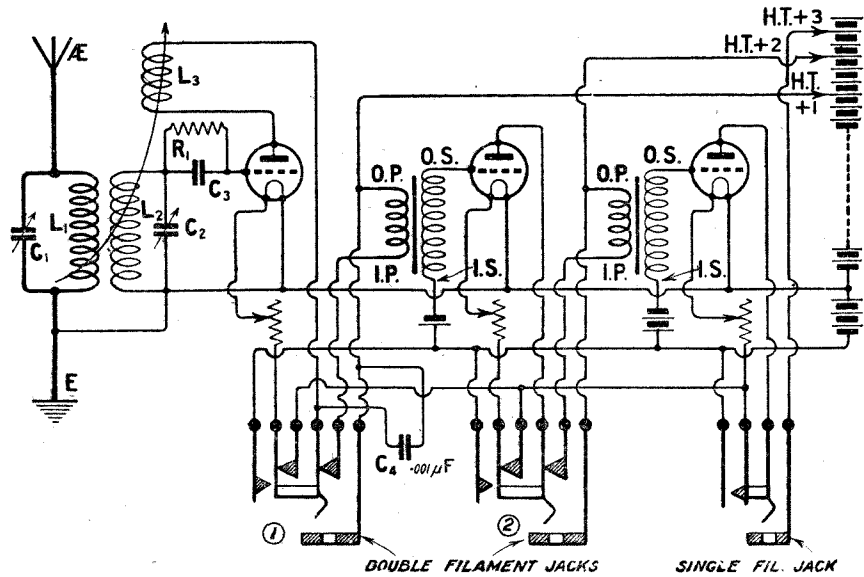 H.T.+3
H.T.+2
H.T.
+1
Æ
L3
R1
C3
L1
L2
C1
C2
O.P.
O.S.
I.P.
I.S.
O.P.
O.S.
I.P.
I.S.
E
C4 .001µF
1
2
DOUBLE FILAMENT JACKS
SINGLE FIL. JACK